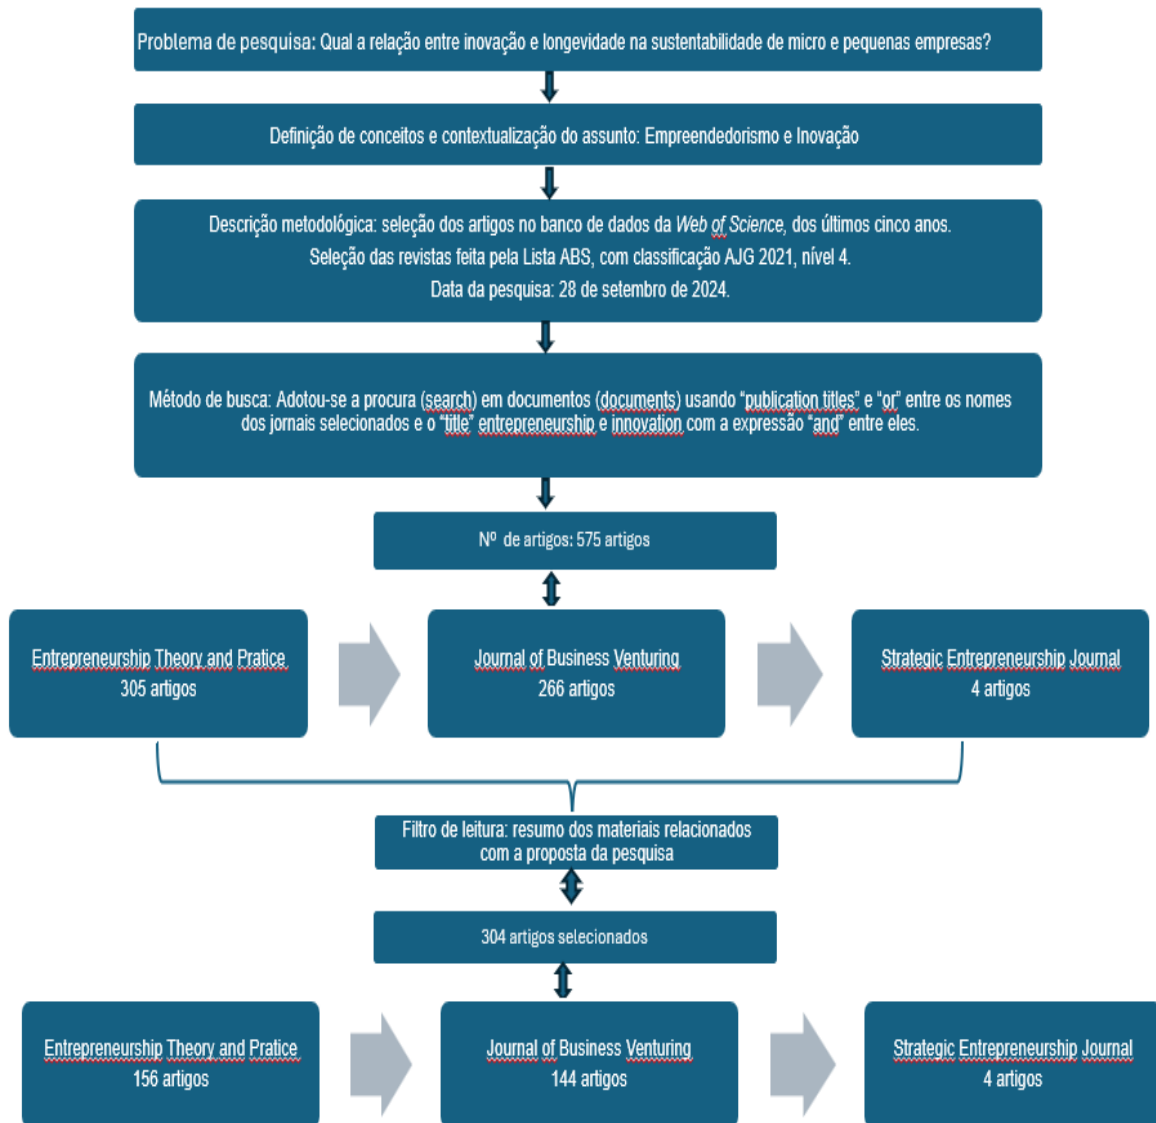 Problema de pesquisa: Qual a relação entre inovação e longevidade na sustentabilidade de micro e pequenas empresas?
Definição de conceitos e contextualização do assunto: Empreendedorismo e Inovação
Descrição metodológica: seleção dos artigos no banco de dados da Web of Science, dos últimos cinco anos.
Seleção das revistas feita pela Lista ABS, com classificação AJG 2021, nível 4.
Data da pesquisa: 28 de setembro de 2024.
Método de busca: Adotou-se a procura (search) em documentos (documents) usando “publication titles” e “or” entre os nomes
dos jornais selecionados e o “title” entrepreneurship e innovation com a expressão “and” entre eles.
Nº de artigos: 575 artigos
Entrepreneurship Theory and Pratice
305 artigos
Journal of Business Venturing
266 artigos
Strategic Entrepreneurship Journal
4 artigos
Filtro de leitura: resumo dos materiais relacionados
com a proposta da pesquisa
304 artigos selecionados
Entrepreneurship Theory and Pratice
156 artigos
Journal of Business Venturing
144 artigos
Strategic Entrepreneurship Journal
4 artigos